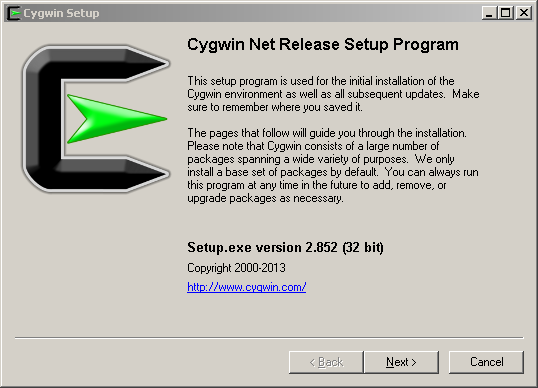 Cygwin Setup
Cygwin Net Release Setup Program
This setup program is used for the initial installation of the
Cygwin environment as well as all subsequent updates.  Make
sure to remember where you saved it.
The pages that follow will guide you through the installation.
Please note that Cygwin consists of a large number of
packages spanning a wide variety of purposes.  We only
install a base set of packages by default.  You can always run
this program at any time in the future to add, remove, or
upgrade packages as necessary.
Setup.exe version 2.852 (32 bit)
Copyright 2000-2013
http://www.cygwin.com/
< Back
Next >
Cancel